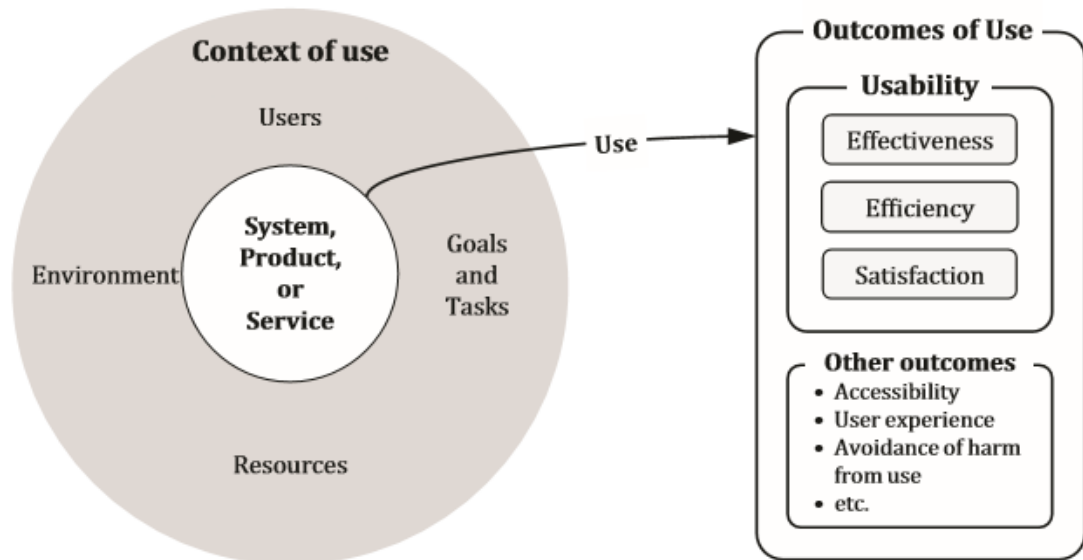 Context of use
Users
System,
Product,
or
Service
Environment
Goals
and
Tasks
Resources
Use
Outcomes of Use
Usability
Effectiveness
Efficiency
Satisfaction
Other outcomes
• Accessibility
• User experience
• Avoidance of harm
from use
• etc.